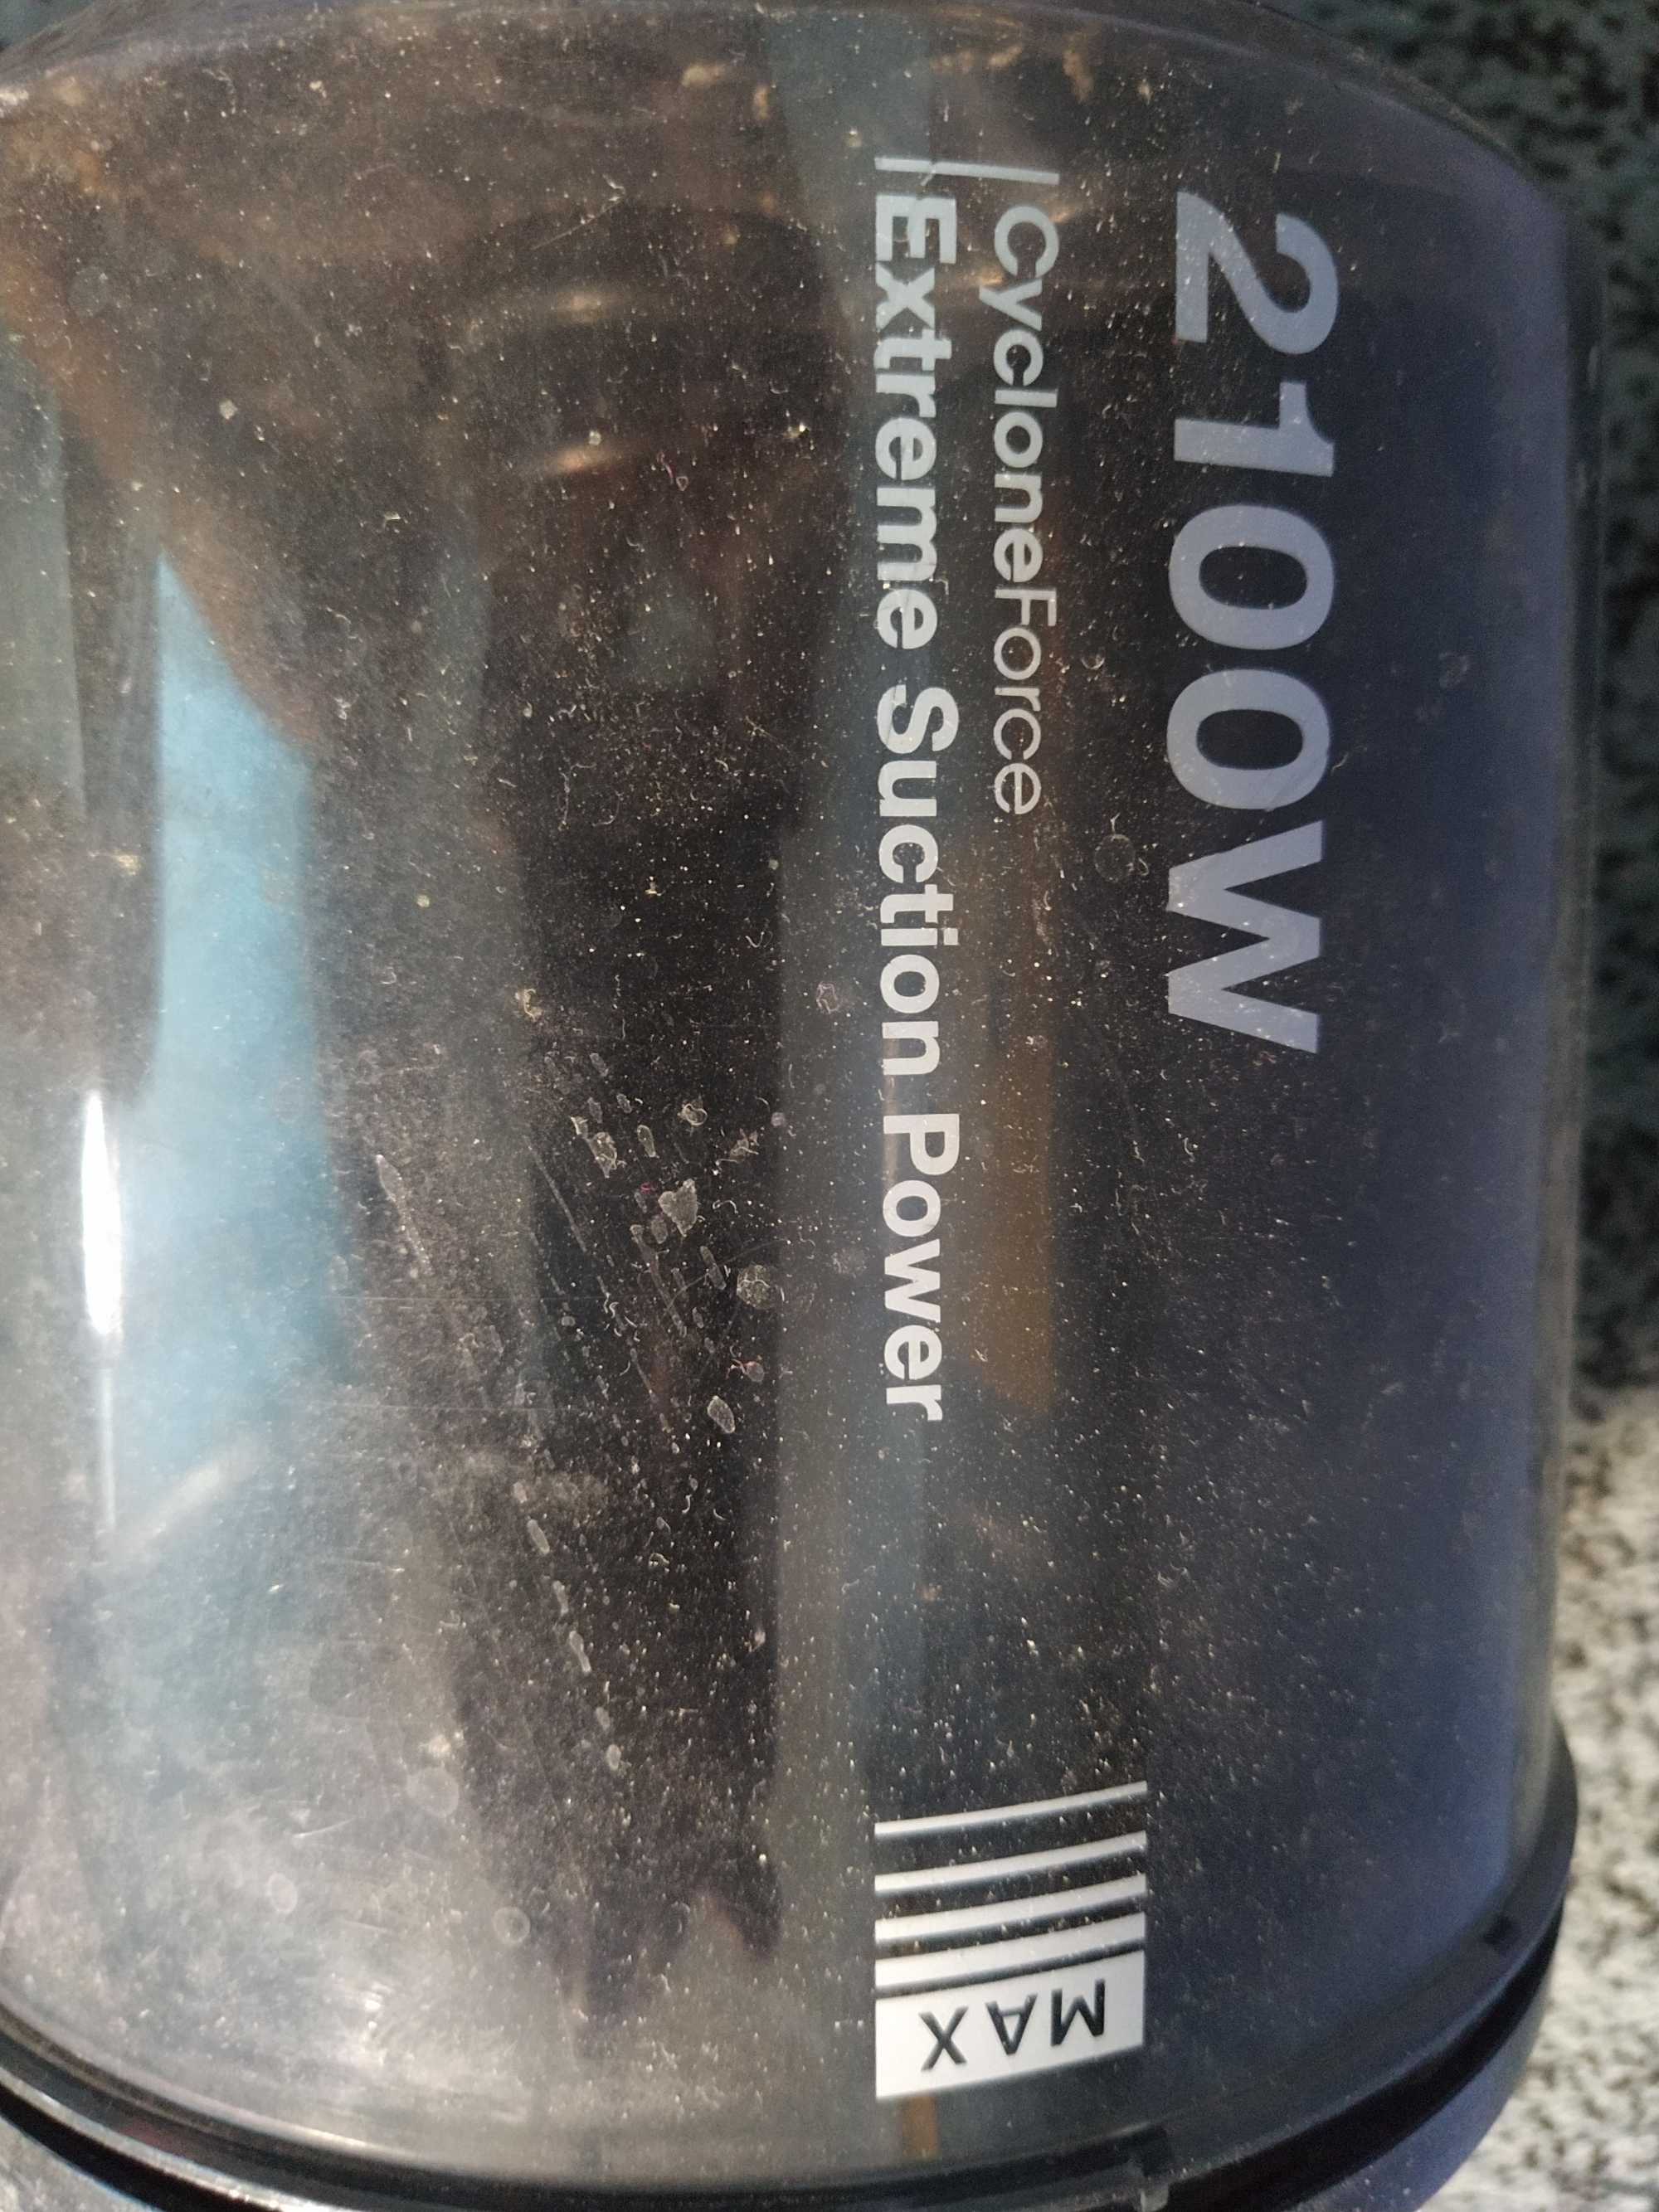 2100W
CycloneForce
Extreme Suction Power
MAX